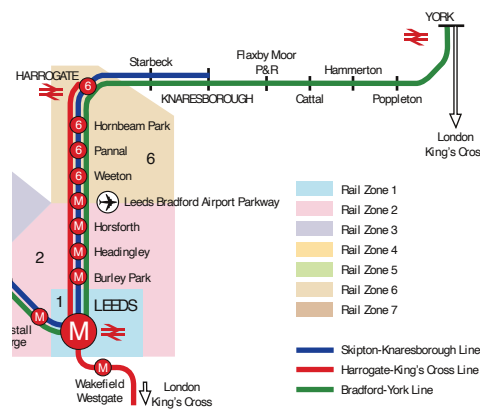 YORK
Flaxby Moor
P&R
Starbeck
Hammerton
HARROGATE
6
KNARESBOROUGH
Cattal
Poppleton
6
Hornbeam Park
London
King's Cross
6
Pannal
6
6
Weeton
Rail Zone 1
M
Leeds Bradford Airport Parkway
Rail Zone 2
M
Horsforth
Rail Zone 3
2
M
Headingley
Rail Zone 4
M
Burley Park
Rail Zone 5
Rail Zone 6
1
LEEDS
Rail Zone 7
M
M
stall
rge
Skipton-Knaresborough Line
M
Harrogate-King's Cross Line
Wakefield
Westgate
London
King's Cross
Bradford-York Line